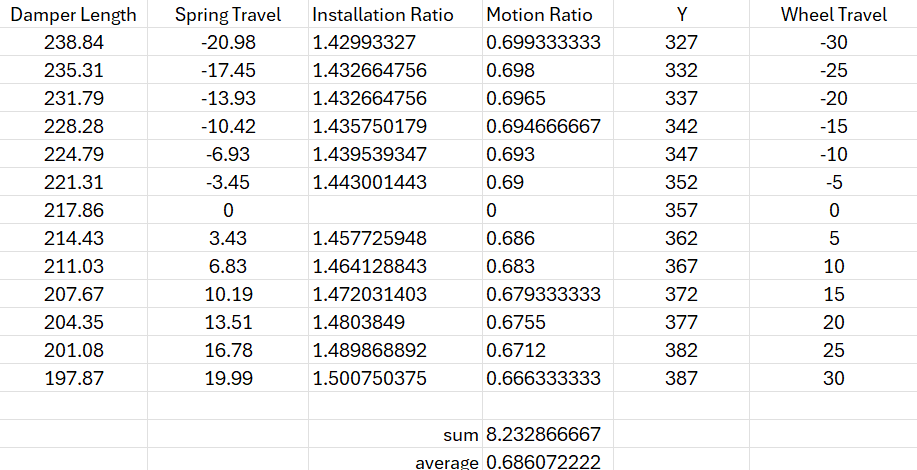 Damper Length Spring Travel Installation Ratio Motion Ratio Y Wheel Travel
238.84 -20.98 1.42993327 0.699333333 327 -30
235.31 -17.45 1.432664756 0.698 332 -25
231.79 -13.93 1.432664756 0.6965 337 -20
228.28 -10.42 1.435750179 0.694666667 342 -15
224.79 -6.93 1.439539347 0.693 347 -10
221.31 -3.45 1.443001443 0.69 352 -5
217.86 0 0 357 0
214.43 3.43 1.457725948 0.686 362 5
211.03 6.83 1.464128843 0.683 367 10
207.67 10.19 1.472031403 0.679333333 372 15
204.35 13.51 1.4803849 0.6755 377 20
201.08 16.78 1.489868892 0.6712 382 25
197.87 19.99 1.500750375 0.666333333 387 30
sum 8.232866667
average 0.686072222